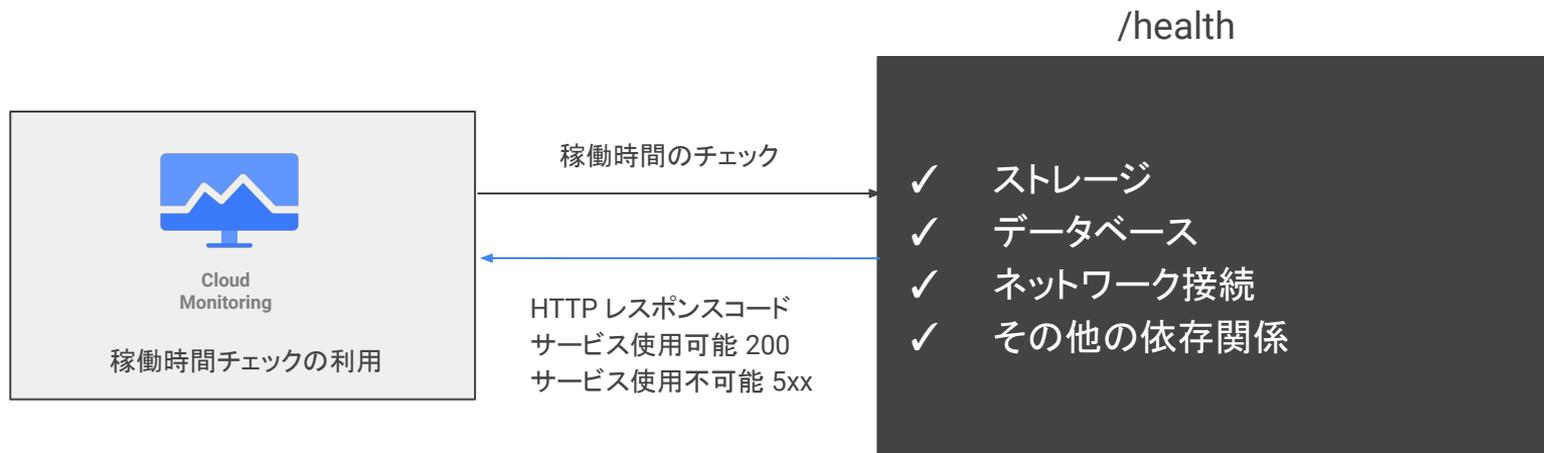 /health
稼働時間のチェック
Cloud
Monitoring
稼働時間チェックの利用
HTTP レスポンスコード
サービス使用可能 200
サービス使用不可能 5xx
✓ ストレージ
✓ データベース
✓ ネットワーク接続
✓ その他の依存関係